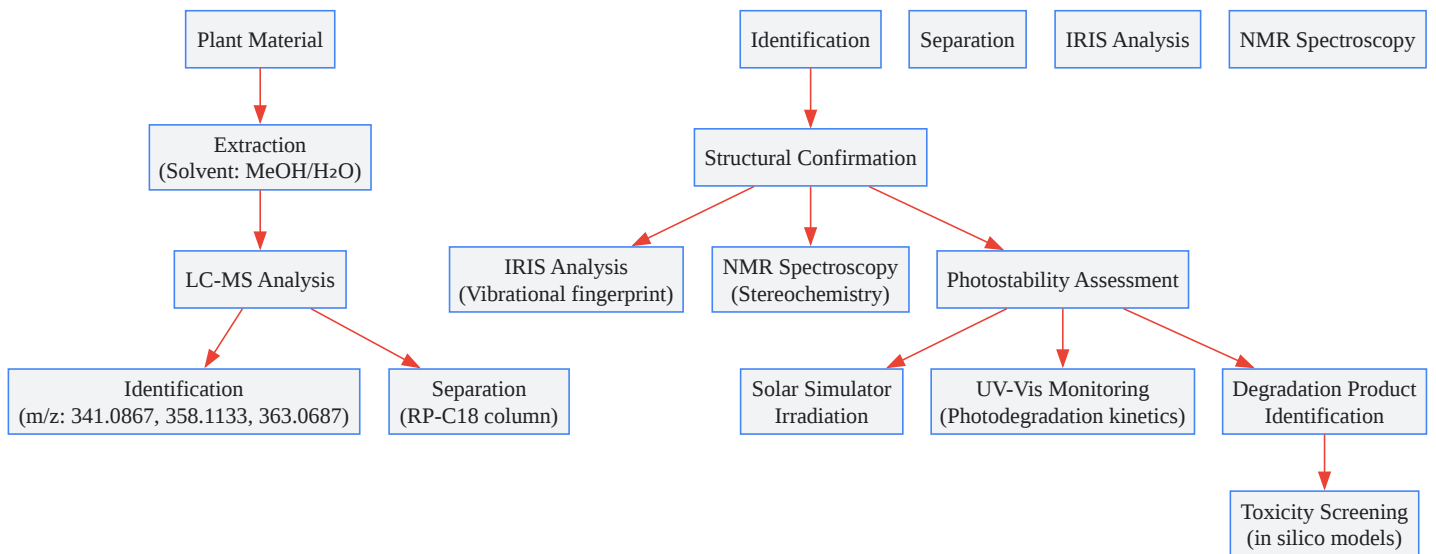 Plant Material
Identification
Separation
IRIS Analysis
NMR Spectroscopy
Extraction
(Solvent: MeOH/H₂O)
Structural Confirmation
LC-MS Analysis
IRIS Analysis
(Vibrational fingerprint)
NMR Spectroscopy
(Stereochemistry)
Photostability Assessment
Identification
(m/z: 341.0867, 358.1133, 363.0687)
Separation
(RP-C18 column)
Solar Simulator
Irradiation
UV-Vis Monitoring
(Photodegradation kinetics)
Degradation Product
Identification
Toxicity Screening
(in silico models)